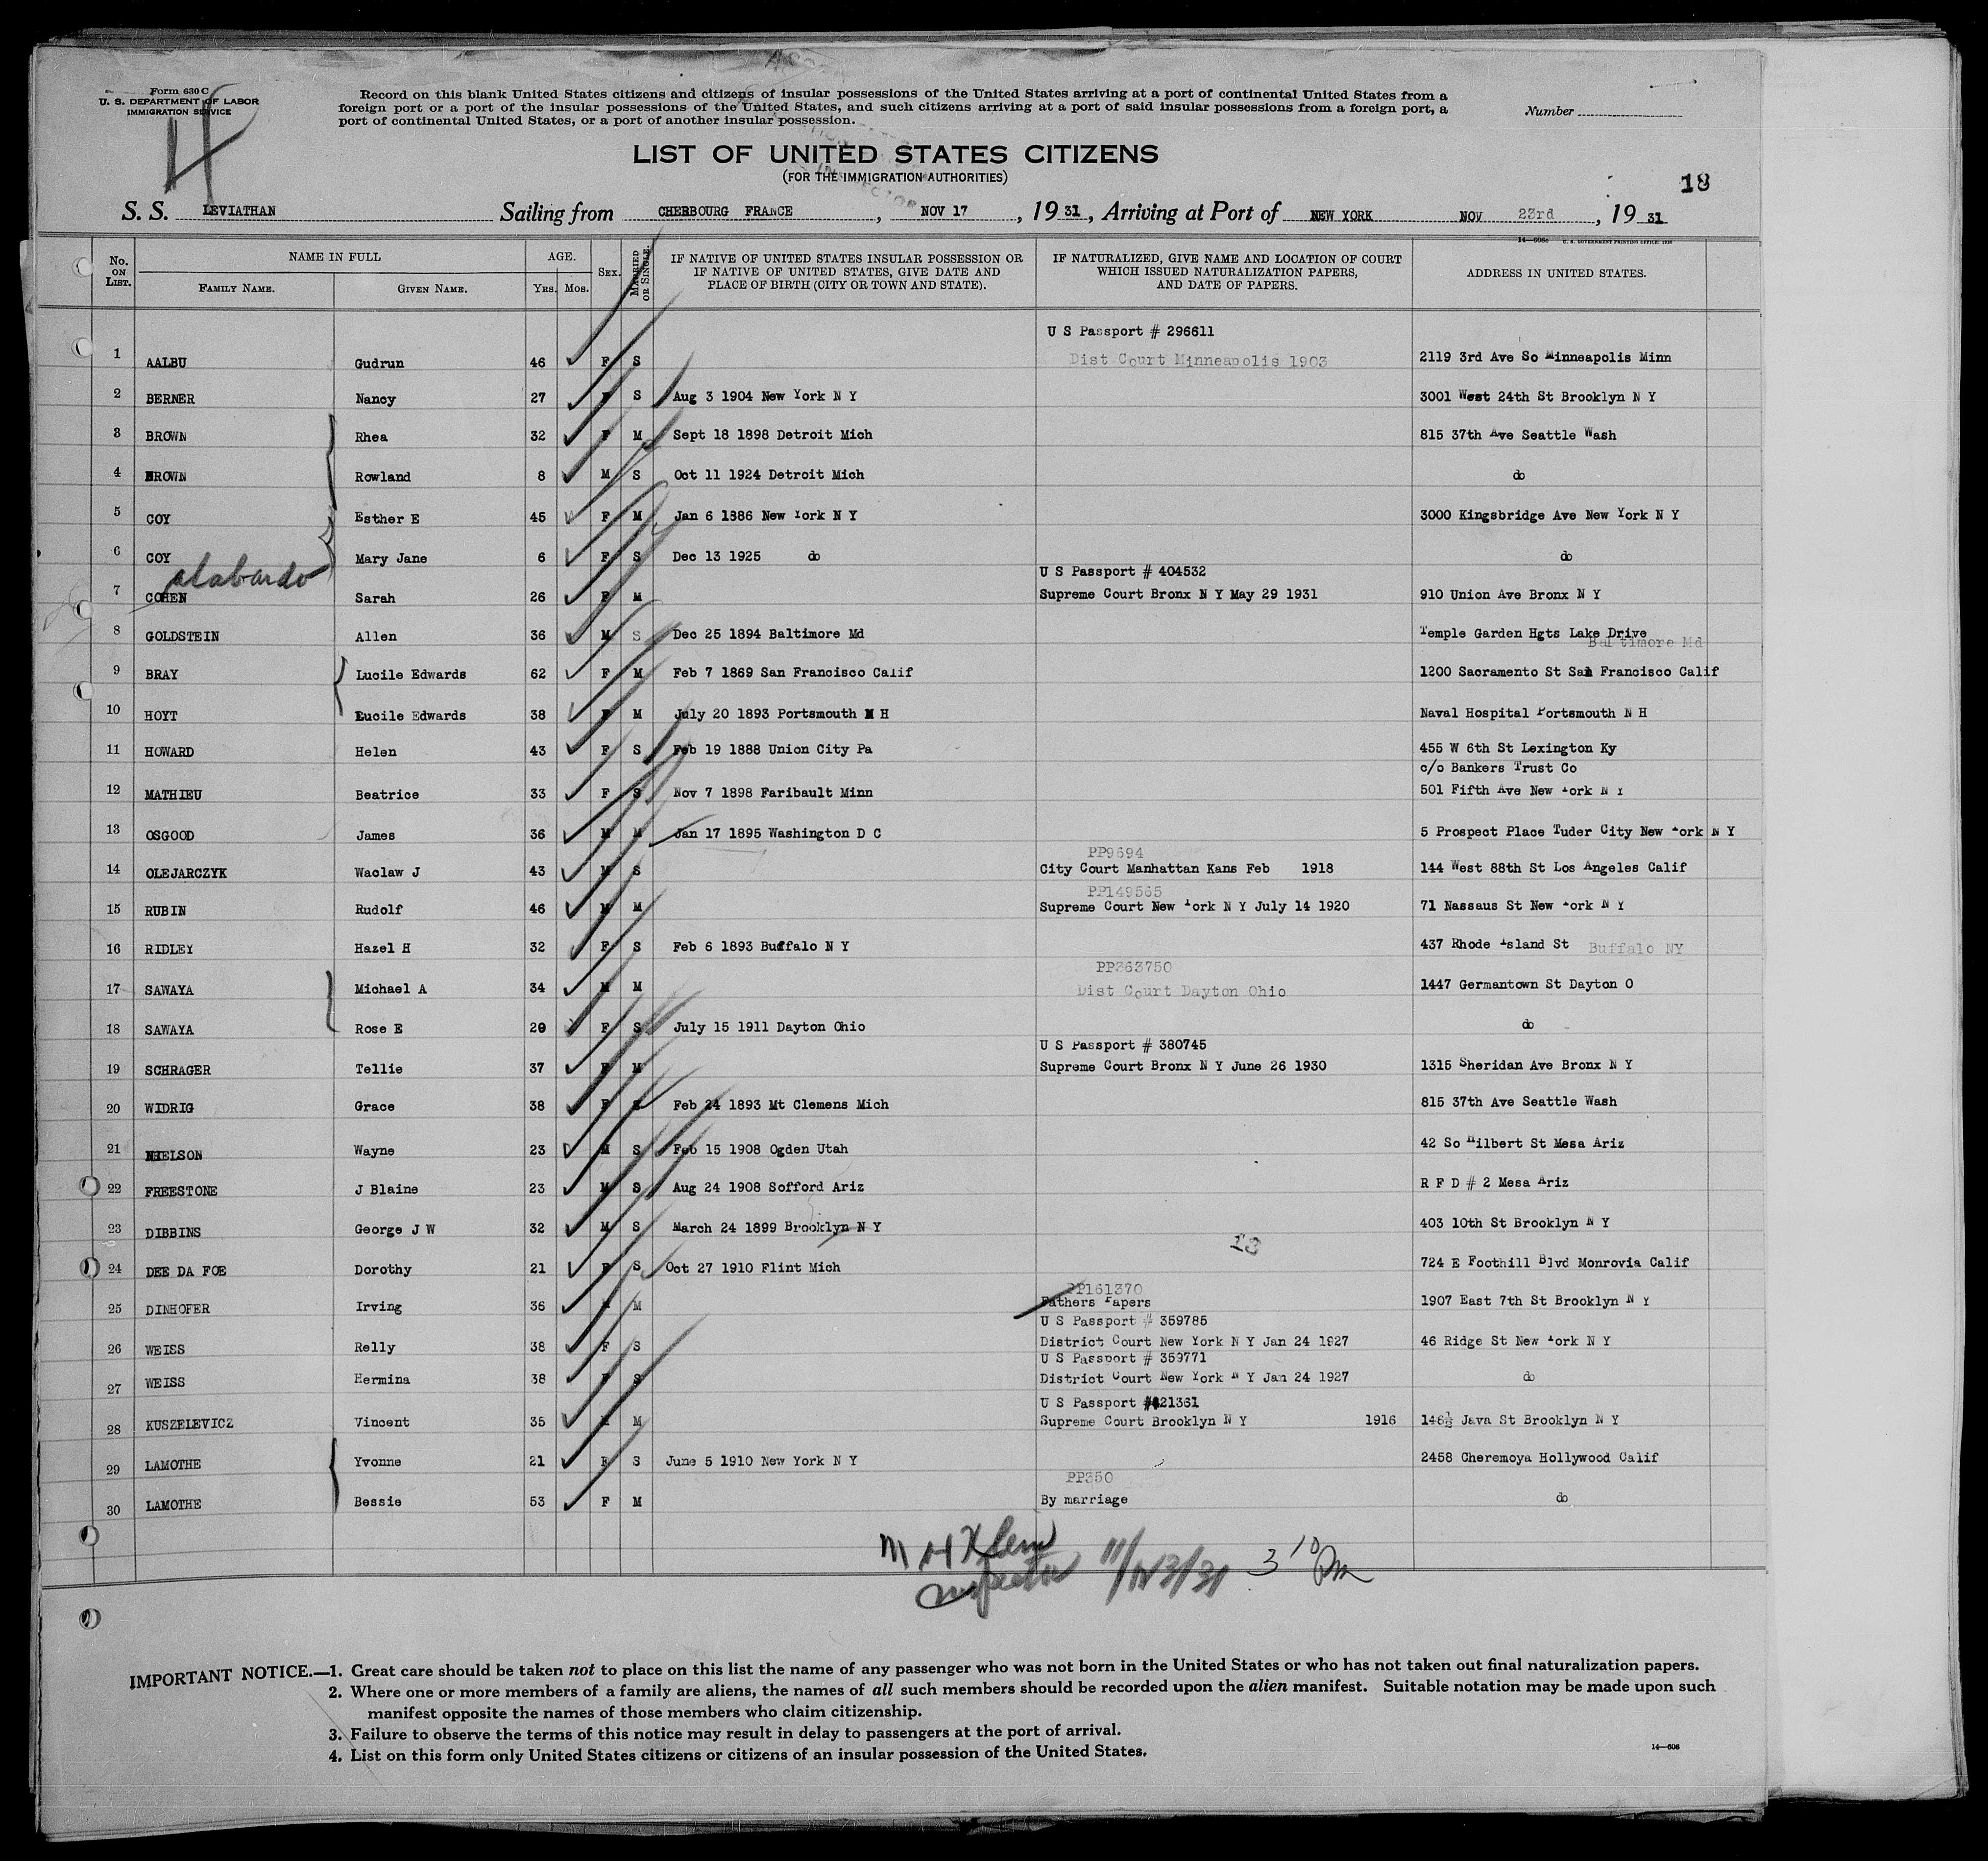 Form 630 C
U. S. DEPARTMENT OF LABOR
IMMIGRATION SERVICE
4
Record on this blank United States citizens and citizens of insular possessions of the United States arriving at a port of continental United States from a
foreign port or a port of the insular possessions of the United States, and such citizens arriving at a port of said insular possessions from a foreign port, a
port of continental United States, or a port of another insular possession.
Number
LIST OF UNITED STATES CITIZENS
(FOR THE IMMIGRATION AUTHORITIES)
18
S. S. LEVIATHAN Sailing from CHERBOURG FRANCE, NOV 17, 1931, Arriving at Port of NEW YORK NOV 23rd, 1931
No. ON LIST. NAME IN FULL FAMILY NAME. GIVEN NAME. AGE. YRS. MOS. SEX. MARRIED OR SINGLE. IF NATIVE OF UNITED STATES INSULAR POSSESSION OR IF NATIVE OF UNITED STATES, GIVE DATE AND PLACE OF BIRTH (CITY OR TOWN AND STATE). IF NATURALIZED, GIVE NAME AND LOCATION OF COURT WHICH ISSUED NATURALIZATION PAPERS, AND DATE OF PAPERS. ADDRESS IN UNITED STATES.
U S Passport # 296611
1 AALBU Gudrun 46 F S Dist Court Minneapolis 1903 2119 3rd Ave So Minneapolis Minn
2 BERNER Nancy 27 F S Aug 3 1904 New York N Y 3001 West 24th St Brooklyn N Y
3 BROWN Rhea 32 F M Sept 18 1898 Detroit Mich 815 37th Ave Seattle Wash
4 BROWN Rowland 8 M S Oct 11 1924 Detroit Mich do
5 COY Esther E 45 F M Jan 6 1886 New York N Y 3000 Kingsbridge Ave New York N Y
6 COY Mary Jane 6 F S Dec 13 1925 do do
alabardo
U S Passport # 404532
7 COHEN Sarah 26 F M Supreme Court Bronx N Y May 29 1931 910 Union Ave Bronx N Y
8 GOLDSTEIN Allen 36 M S Dec 25 1894 Baltimore Md Temple Garden Hgts Lake Drive
Baltimore Md
9 BRAY Lucile Edwards 62 F M Feb 7 1869 San Francisco Calif 1200 Sacramento St San Francisco Calif
10 HOYT Lucile Edwards 38 F M July 20 1893 Portsmouth N H Naval Hospital Portsmouth N H
11 HOWARD Helen 43 F S Feb 19 1888 Union City Pa 455 W 6th St Lexington Ky
c/o Bankers Trust Co
12 MATHIEU Beatrice 33 F S Nov 7 1898 Faribault Minn 501 Fifth Ave New York N Y
13 OSGOOD James 36 M M Jan 17 1895 Washington D C 5 Prospect Place Tuder City New York N Y
PP9694
14 OLEJARCZYK Waclaw J 43 M S City Court Manhattan Kans Feb 1918 144 West 88th St Los Angeles Calif
PP149565
15 RUBIN Rudolf 46 M M Supreme Court New York N Y July 14 1920 71 Nassaus St New York N Y
16 RIDLEY Hazel H 32 F S Feb 6 1893 Buffalo N Y 437 Rhode Island St Buffalo NY
PP363750
17 SAWAYA Michael A 34 M M Dist Court Dayton Ohio 1447 Germantown St Dayton O
18 SAWAYA Rose E 20 F S July 15 1911 Dayton Ohio do
U S Passport # 380745
19 SCHRAGER Tellie 37 F M Supreme Court Bronx N Y June 26 1930 1315 Sheridan Ave Bronx N Y
20 WIDRIG Grace 38 F S Feb 24 1893 Mt Clemens Mich 815 37th Ave Seattle Wash
21 NIELSON Wayne 23 M S Feb 15 1908 Ogden Utah 42 So Hilbert St Mesa Ariz
22 FREESTONE J Blaine 23 M S Aug 24 1908 Sofford Ariz R F D # 2 Mesa Ariz
23 DIBBINS George J W 32 M S March 24 1899 Brooklyn N Y 403 10th St Brooklyn N Y
23
24 DEE DA FOE Dorothy 21 F S Oct 27 1910 Flint Mich 724 E Foothill Blvd Monrovia Calif
PP161370
25 DINHOFER Irving 36 M Fathers Papers 1907 East 7th St Brooklyn N Y
U S Passport # 359785
26 WEISS Relly 38 F S District Court New York N Y Jan 24 1927 46 Ridge St New York N Y
U S Passport # 359771
27 WEISS Hermina 38 F S District Court New York N Y Jan 24 1927 do
U S Passport #421361
28 KUSZELEVICZ Vincent 35 M Supreme Court Brooklyn N Y 1916 146½ Java St Brooklyn N Y
29 LAMOTHE Yvonne 21 F S June 5 1910 New York N Y 2458 Cheremoya Hollywood Calif
PP350
30 LAMOTHE Bessie 53 F M By marriage do
M H Klem
Inspector 11/23/31 3 10 Pm
IMPORTANT NOTICE.—1. Great care should be taken not to place on this list the name of any passenger who was not born in the United States or who has not taken out final naturalization papers.
2. Where one or more members of a family are aliens, the names of all such members should be recorded upon the alien manifest. Suitable notation may be made upon such
manifest opposite the names of those members who claim citizenship.
3. Failure to observe the terms of this notice may result in delay to passengers at the port of arrival.
4. List on this form only United States citizens or citizens of an insular possession of the United States.
14—606